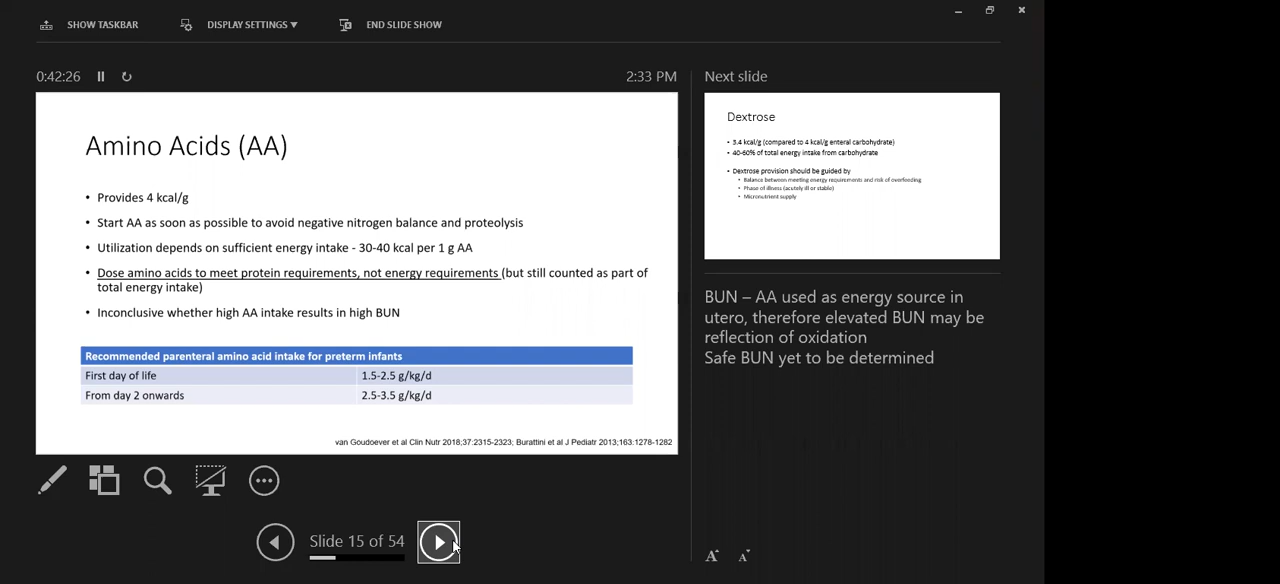 SHOW TASKBAR
DISPLAY SETTINGS ▼
END SLIDE SHOW
0:42:26
2:33 PM
Amino Acids (AA)
• Provides 4 kcal/g
• Start AA as soon as possible to avoid negative nitrogen balance and proteolysis
• Utilization depends on sufficient energy intake - 30-40 kcal per 1 g AA
• Dose amino acids to meet protein requirements, not energy requirements (but still counted as part of
total energy intake)
• Inconclusive whether high AA intake results in high BUN
Recommended parenteral amino acid intake for preterm infants
First day of life 1.5-2.5 g/kg/d
From day 2 onwards 2.5-3.5 g/kg/d
van Goudoever et al Clin Nutr 2018;37:2315-2323; Burattini et al J Pediatr 2013;163:1278-1282
Slide 15 of 54
Next slide
Dextrose
• 3.4 kcal/g (compared to 4 kcal/g enteral carbohydrate)
• 40-60% of total energy intake from carbohydrate
• Dextrose provision should be guided by
• Balance between meeting energy requirements and risk of overfeeding
• Phase of illness (acutely ill or stable)
• Micronutrient supply
BUN – AA used as energy source in
utero, therefore elevated BUN may be
reflection of oxidation
Safe BUN yet to be determined
A A